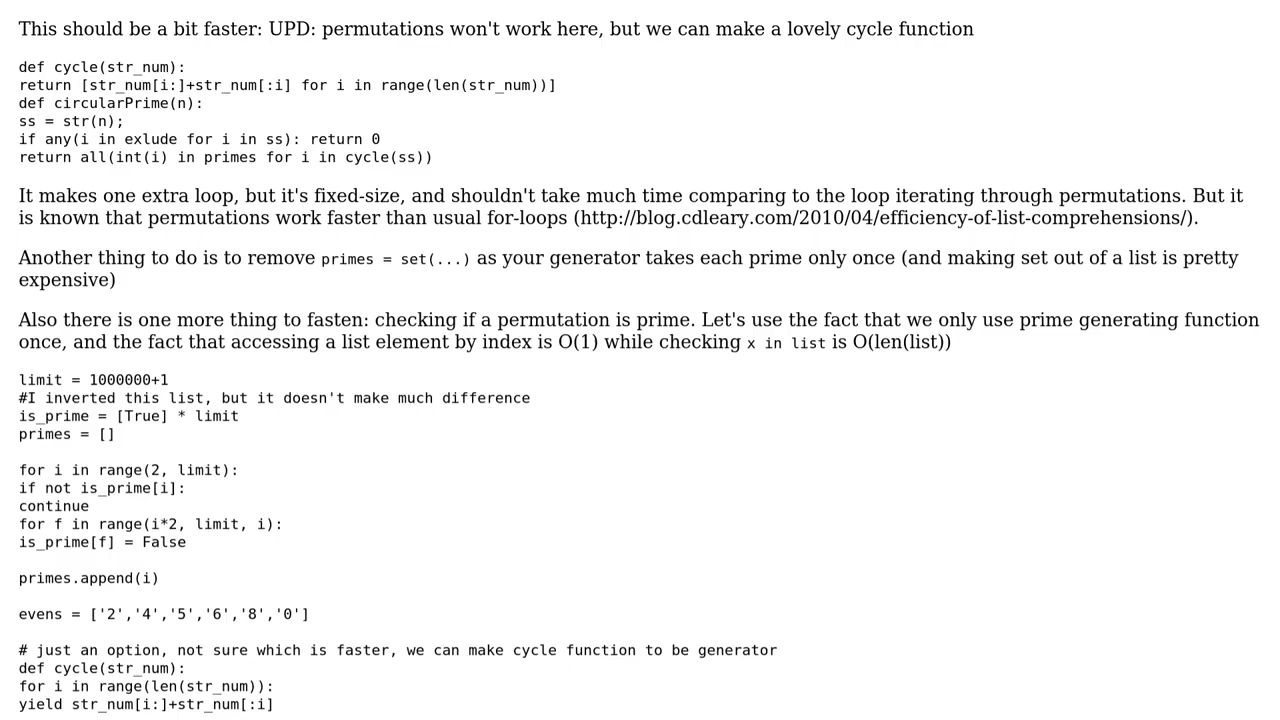 This should be a bit faster: UPD: permutations won't work here, but we can make a lovely cycle function
def cycle(str_num):
return [str_num[i:]+str_num[:i] for i in range(len(str_num))]
def circularPrime(n):
ss = str(n);
if any(i in exlude for i in ss): return 0
return all(int(i) in primes for i in cycle(ss))
It makes one extra loop, but it's fixed-size, and shouldn't take much time comparing to the loop iterating through permutations. But it
is known that permutations work faster than usual for-loops (http://blog.cdleary.com/2010/04/efficiency-of-list-comprehensions/).
Another thing to do is to remove primes = set(...) as your generator takes each prime only once (and making set out of a list is pretty
expensive)
Also there is one more thing to fasten: checking if a permutation is prime. Let's use the fact that we only use prime generating function
once, and the fact that accessing a list element by index is O(1) while checking x in list is O(len(list))
limit = 1000000+1
#I inverted this list, but it doesn't make much difference
is_prime = [True] * limit
primes = []
for i in range(2, limit):
if not is_prime[i]:
continue
for f in range(i*2, limit, i):
is_prime[f] = False
primes.append(i)
evens = ['2','4','5','6','8','0']
# just an option, not sure which is faster, we can make cycle function to be generator
def cycle(str_num):
for i in range(len(str_num)):
yield str_num[i:]+str_num[:i]